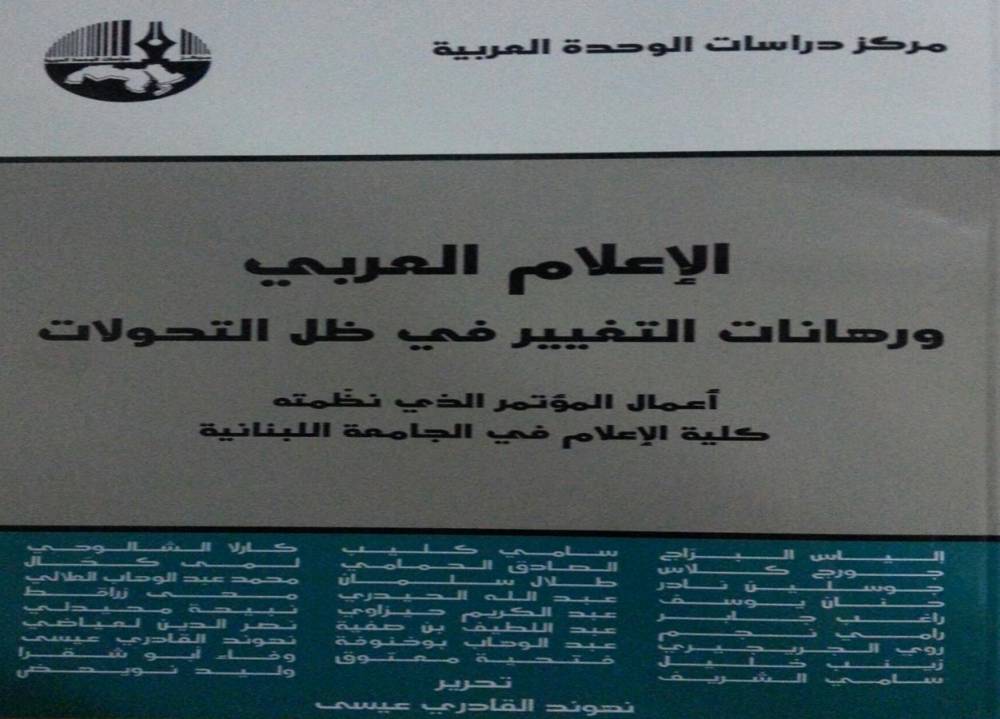 مركز دراسات الوحدة العربية
الإعلام العربي
ورهانات التغيير في ظل التحولات
أعمال المؤتمر الذي نظّمته
كلية الإعلام في الجامعة اللبنانية
الياس البراج
جورج كلاس
جوسلين نادر
حنان يوسف
راغب جابر
رامي نجم
روي الجريجيري
زينب خليل
سامي الشريف
سامي كليب
الصادق الحمامي
طلال سلمان
عبد الله الحيدري
عبد الكريم حيزاوي
عبد اللطيف بن صفية
عبد الوهاب بوخنوفة
فتحية معتوق
كارلا الشالوحي
لمى كحال
محمد عبد الوهاب العلالي
مي زراقط
نبيحة محيدلي
نصر الدين لعياضي
نهوند القادري عيسى
وفاء أبو شقرا
وليد نويهض
تحرير
نهوند القادري عيسى